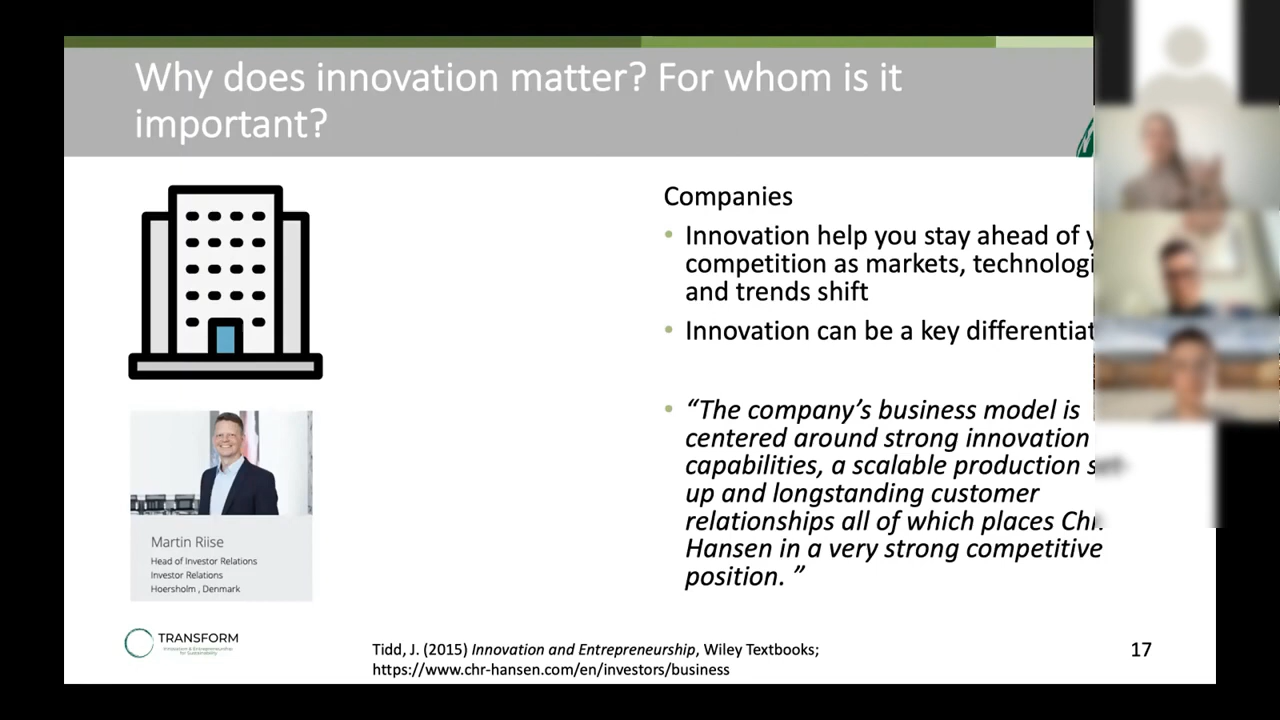 Why does innovation matter? For whom is it
important?
Companies
• Innovation help you stay ahead of
competition as markets,
and trends shift
• Innovation can be a key
• “The company’s business model is
centered around strong innovation
capabilities, a scalable production
up and longstanding customer
relationships all of which places Chr.
Hansen in a very strong competitive
position. ”
Martin Riise
Head of Investor Relations
Investor Relations
Hoersholm , Denmark
TRANSFORM
Innovation & Entrepreneurship
for Sustainability
Tidd, J. (2015) Innovation and Entrepreneurship, Wiley Textbooks;
https://www.chr-hansen.com/en/investors/business
17